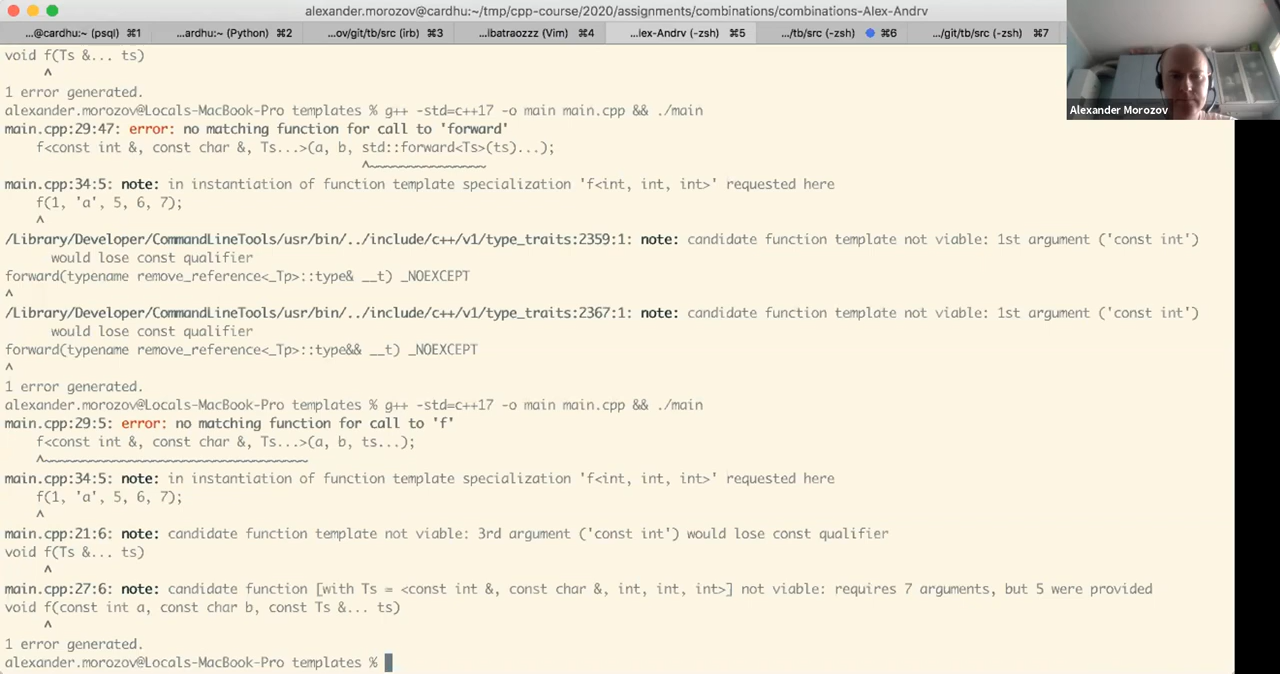 alexander.morozov@cardhu:~/tmp/cpp-course/2020/assignments/combinations/combinations-Alex-Andrv
...@cardhu:~ (psql) ⌘1 ...ardhu:~ (Python) ⌘2 ...ov/git/tb/src (irb) ⌘3 ...ibatraozzz (Vim) ⌘4 ...lex-Andrv (-zsh) ⌘5 .../tb/src (-zsh) ⌘6 .../git/tb/src (-zsh) ⌘7
Alexander Morozov
void f(Ts &... ts)
^
1 error generated.
alexander.morozov@Locals-MacBook-Pro templates % g++ -std=c++17 -o main main.cpp && ./main
main.cpp:29:47: error: no matching function for call to 'forward'
f<const int &, const char &, Ts...>(a, b, std::forward<Ts>(ts)...);
^~~~~~~~~~~~~~~~
main.cpp:34:5: note: in instantiation of function template specialization 'f<int, int, int>' requested here
f(1, 'a', 5, 6, 7);
^
/Library/Developer/CommandLineTools/usr/bin/../include/c++/v1/type_traits:2359:1: note: candidate function template not viable: 1st argument ('const int')
would lose const qualifier
forward(typename remove_reference<_Tp>::type& __t) _NOEXCEPT
^
/Library/Developer/CommandLineTools/usr/bin/../include/c++/v1/type_traits:2367:1: note: candidate function template not viable: 1st argument ('const int')
would lose const qualifier
forward(typename remove_reference<_Tp>::type&& __t) _NOEXCEPT
^
1 error generated.
alexander.morozov@Locals-MacBook-Pro templates % g++ -std=c++17 -o main main.cpp && ./main
main.cpp:29:5: error: no matching function for call to 'f'
f<const int &, const char &, Ts...>(a, b, ts...);
^~~~~~~~~~~~~~~~~~~~~~~~~~~~~~~~~~~
main.cpp:34:5: note: in instantiation of function template specialization 'f<int, int, int>' requested here
f(1, 'a', 5, 6, 7);
^
main.cpp:21:6: note: candidate function template not viable: 3rd argument ('const int') would lose const qualifier
void f(Ts &... ts)
^
main.cpp:27:6: note: candidate function [with Ts = <const int &, const char &, int, int, int>] not viable: requires 7 arguments, but 5 were provided
void f(const int a, const char b, const Ts &... ts)
^
1 error generated.
alexander.morozov@Locals-MacBook-Pro templates %